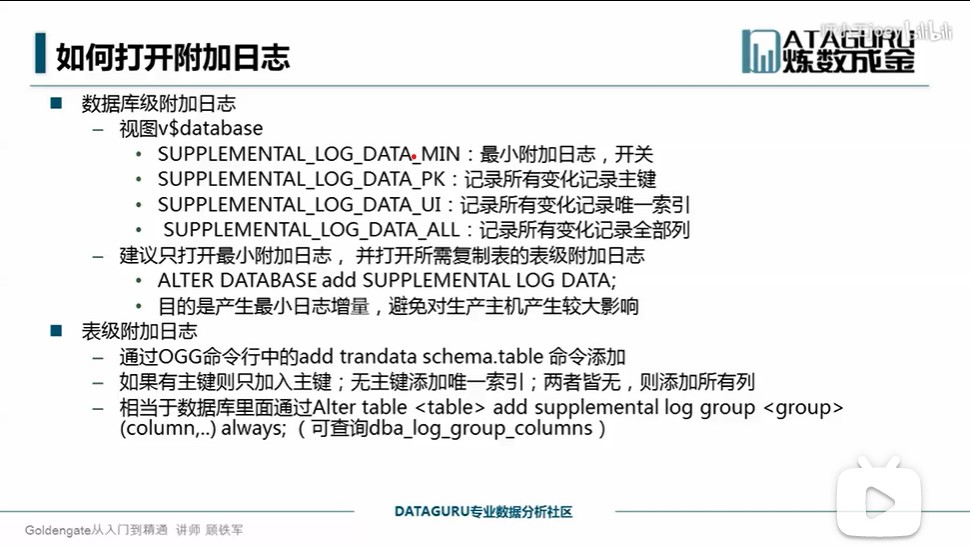 如何打开附加日志
ATAGURU
炼数成金
■ 数据库级附加日志
– 视图v$database
• SUPPLEMENTAL_LOG_DATA_MIN：最小附加日志，开关
• SUPPLEMENTAL_LOG_DATA_PK：记录所有变化记录主键
• SUPPLEMENTAL_LOG_DATA_UI：记录所有变化记录唯一索引
• SUPPLEMENTAL_LOG_DATA_ALL：记录所有变化记录全部列
– 建议只打开最小附加日志， 并打开所需复制表的表级附加日志
• ALTER DATABASE add SUPPLEMENTAL LOG DATA;
• 目的是产生最小日志增量，避免对生产主机产生较大影响
■ 表级附加日志
– 通过OGG命令行中的add trandata schema.table 命令添加
– 如果有主键则只加入主键；无主键添加唯一索引；两者皆无，则添加所有列
– 相当于数据库里面通过Alter table <table> add supplemental log group <group>
(column,..) always; （可查询dba_log_group_columns）
DATAGURU专业数据分析社区
Goldengate从入门到精通 讲师 顾铁军